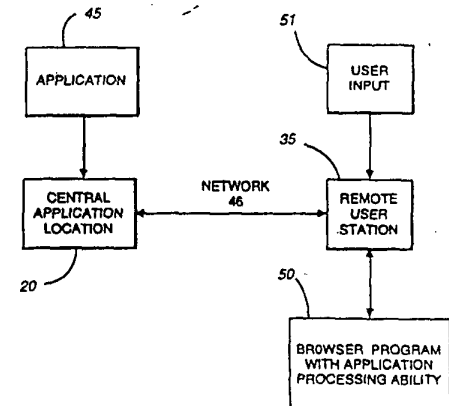 45
APPLICATION
51
USER
INPUT
35
CENTRAL
APPLICATION
LOCATION
NETWORK
46
REMOTE
USER
STATION
20
50
BROWSER PROGRAM
WITH APPLICATION
PROCESSING ABILITY